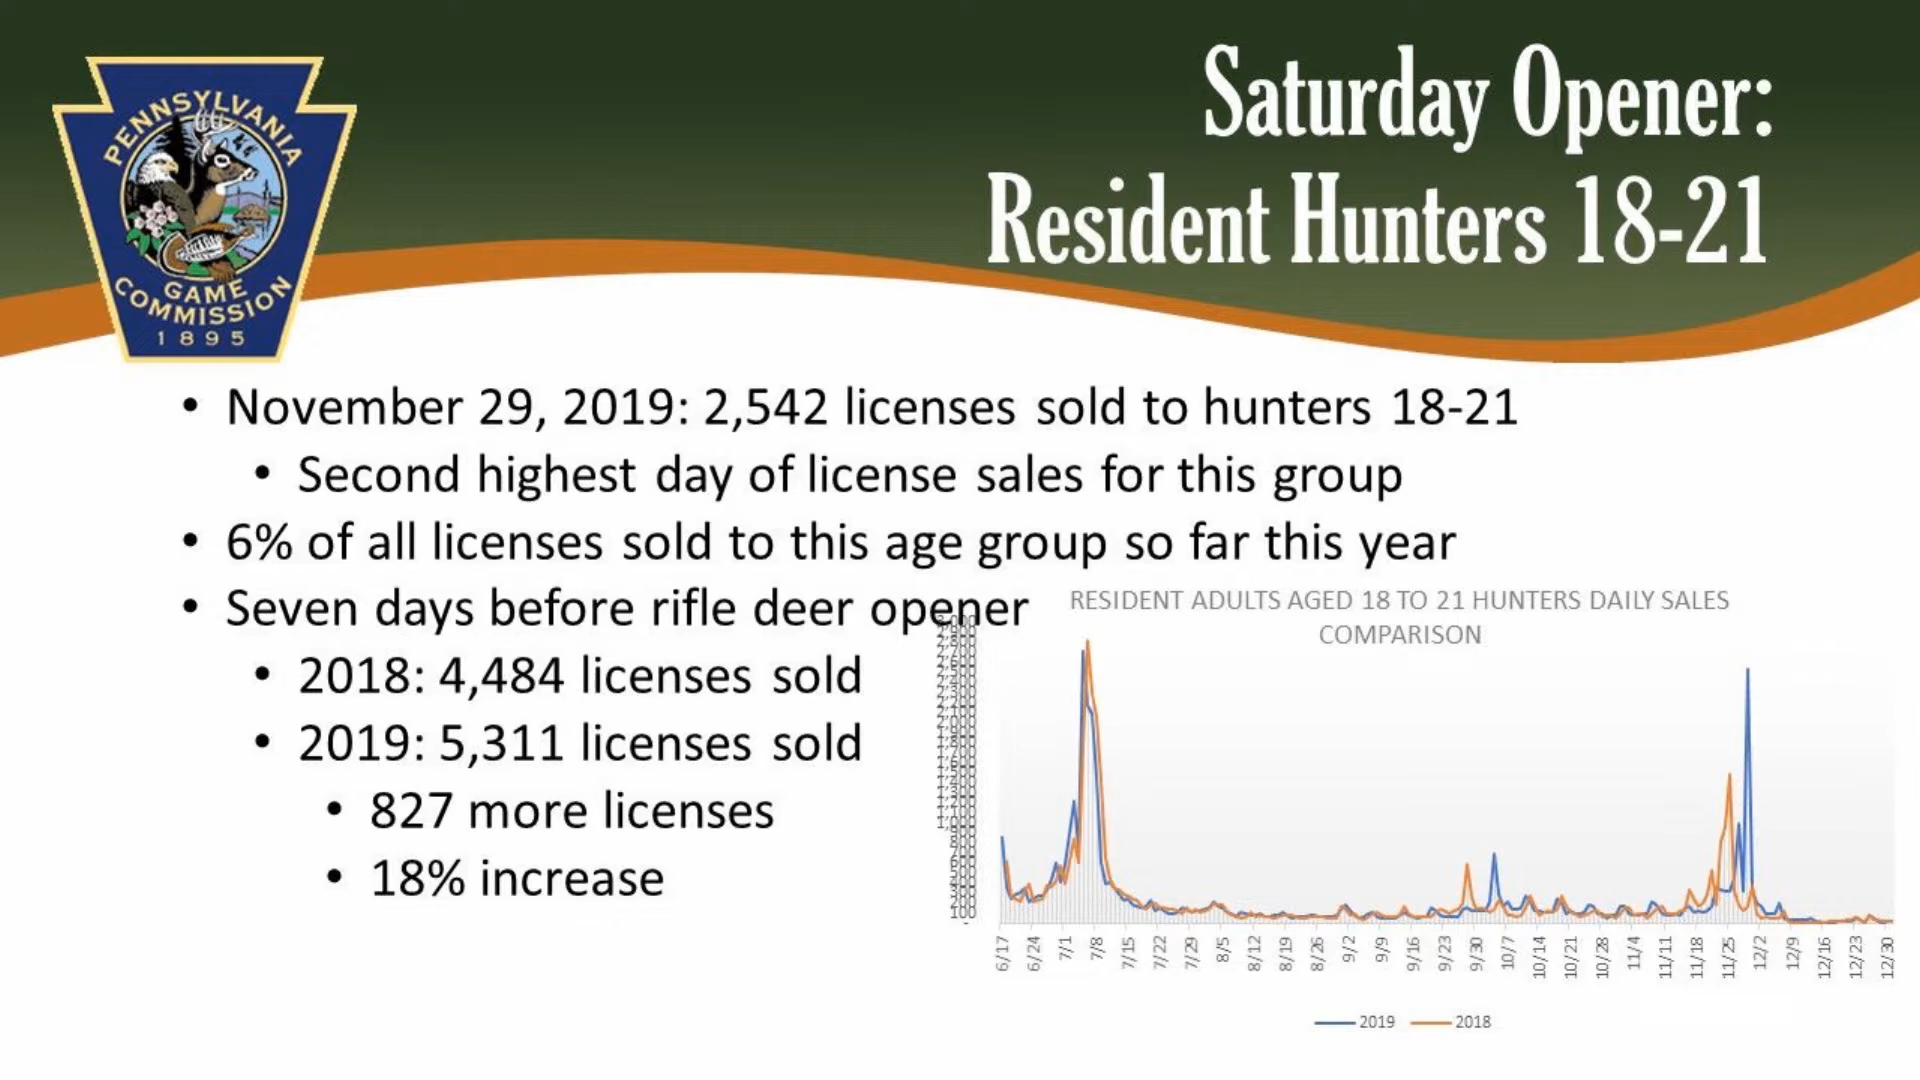 PENNSYLVANIA
GAME
COMMISSION
1895
Saturday Opener:
Resident Hunters 18-21
• November 29, 2019: 2,542 licenses sold to hunters 18-21
• Second highest day of license sales for this group
• 6% of all licenses sold to this age group so far this year
• Seven days before rifle deer opener
• 2018: 4,484 licenses sold
• 2019: 5,311 licenses sold
• 827 more licenses
• 18% increase
RESIDENT ADULTS AGED 18 TO 21 HUNTERS DAILY SALES
COMPARISON
100
6/17 6/24 7/1 7/8 7/15 7/22 7/29 8/5 8/12 8/19 8/26 9/2 9/9 9/16 9/23 9/30 10/7 10/14 10/21 10/28 11/4 11/11 11/18 11/25 12/2 12/9 12/16 12/23 12/30
2019 2018